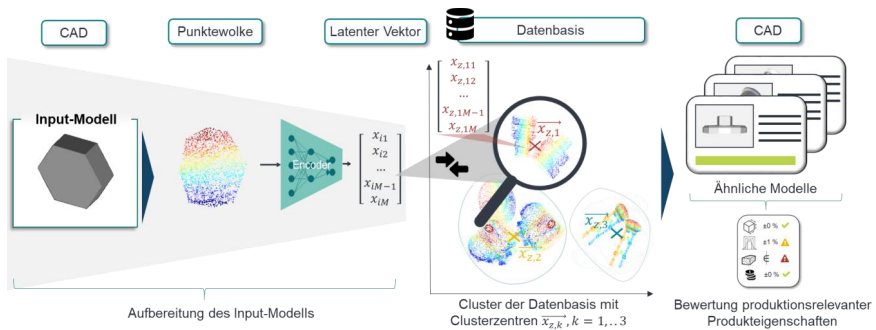 CAD
Punktewolke
Latenter Vektor
Datenbasis
CAD
Input-Modell
Encoder
x_{i1}
x_{i2}
...
x_{iM−1}
x_{iM}
x_{z,11}
x_{z,12}
...
x_{z,1M−1}
x_{z,1M}
x_{z,1}
x_{z,2}
x_{z,3}
Ähnliche Modelle
±0 %
±1 %
∉
±0 %
Aufbereitung des Input-Modells
Cluster der Datenbasis mit
Clusterzentren x_{z,k}, k = 1, . . 3
Bewertung produktionsrelevanter
Produkteigenschaften